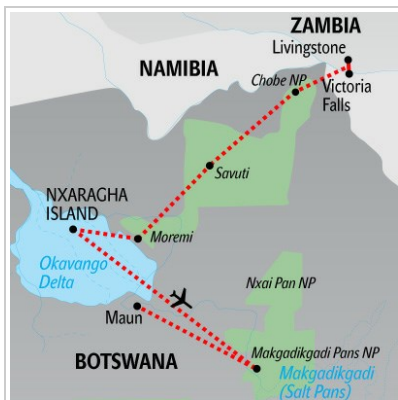 ZAMBIA
Livingstone
NAMIBIA
Chobe NP
Victoria
Falls
Savuti
NXARAGHA
ISLAND
Moremi
Okavango
Delta
Nxai Pan NP
Maun
Makgadikgadi Pans NP
BOTSWANA
Makgadikgadi
(Salt Pans)